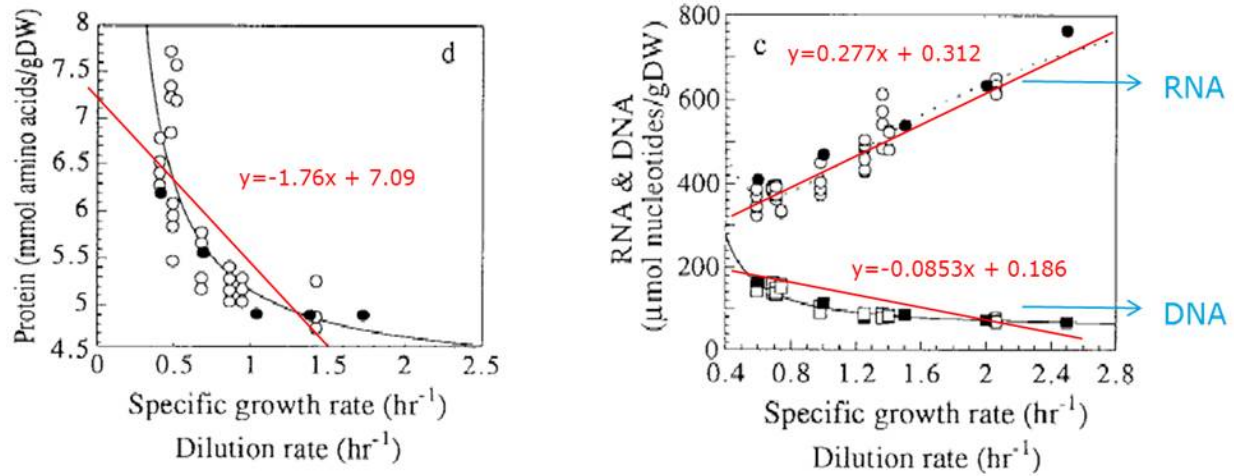 8
7.5
7
6.5
6
5.5
5
4.5
Protein (mmol amino acids/gDW)
d
y=-1.76x + 7.09
0 0.5 1 1.5 2 2.5
Specific growth rate (hr⁻¹)
Dilution rate (hr⁻¹)
800
600
400
200
0
RNA & DNA
(μmol nucleotides/gDW)
c
y=0.277x + 0.312
RNA
y=-0.0853x + 0.186
DNA
0.4 0.8 1.2 1.6 2 2.4 2.8
Specific growth rate (hr⁻¹)
Dilution rate (hr⁻¹)